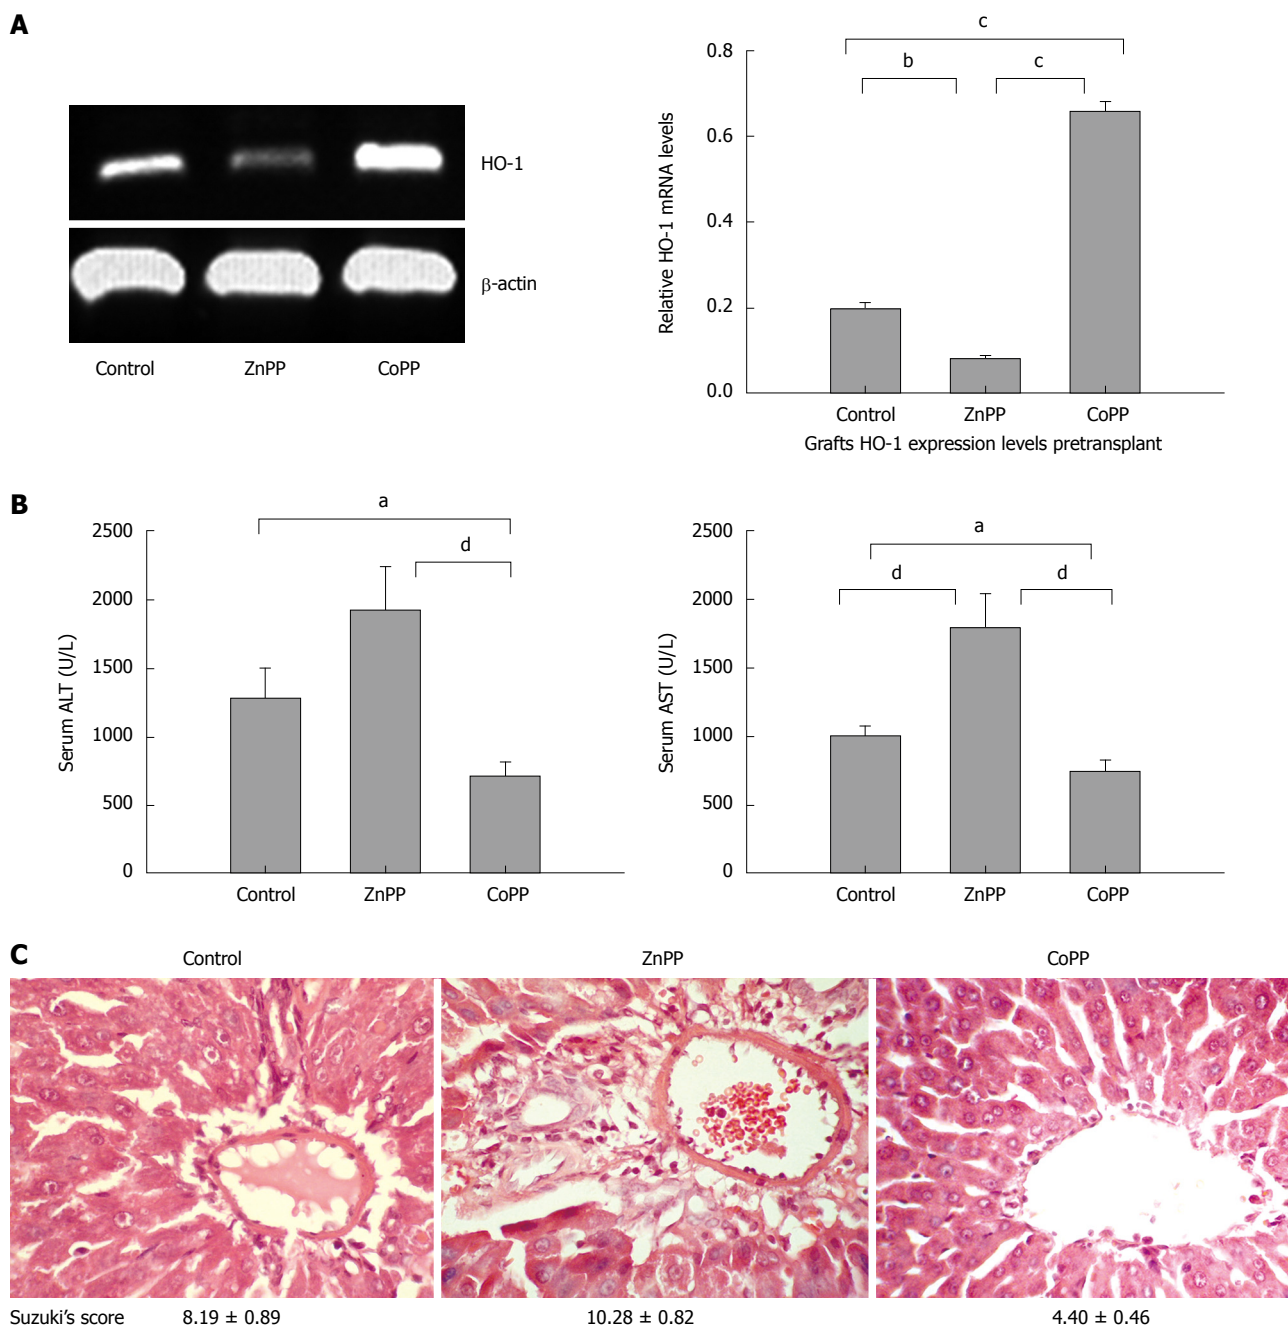 A
HO-1
β-actin
Control ZnPP CoPP
c
b c
0.8
0.6
0.4
0.2
0.0
Relative HO-1 mRNA levels
Control ZnPP CoPP
Grafts HO-1 expression levels pretransplant
B
a
d
2500
2000
1500
1000
500
0
Serum ALT (U/L)
Control ZnPP CoPP
a
d d
2500
2000
1500
1000
500
0
Serum AST (U/L)
Control ZnPP CoPP
C
Control ZnPP CoPP
Suzuki's score 8.19 ± 0.89 10.28 ± 0.82 4.40 ± 0.46